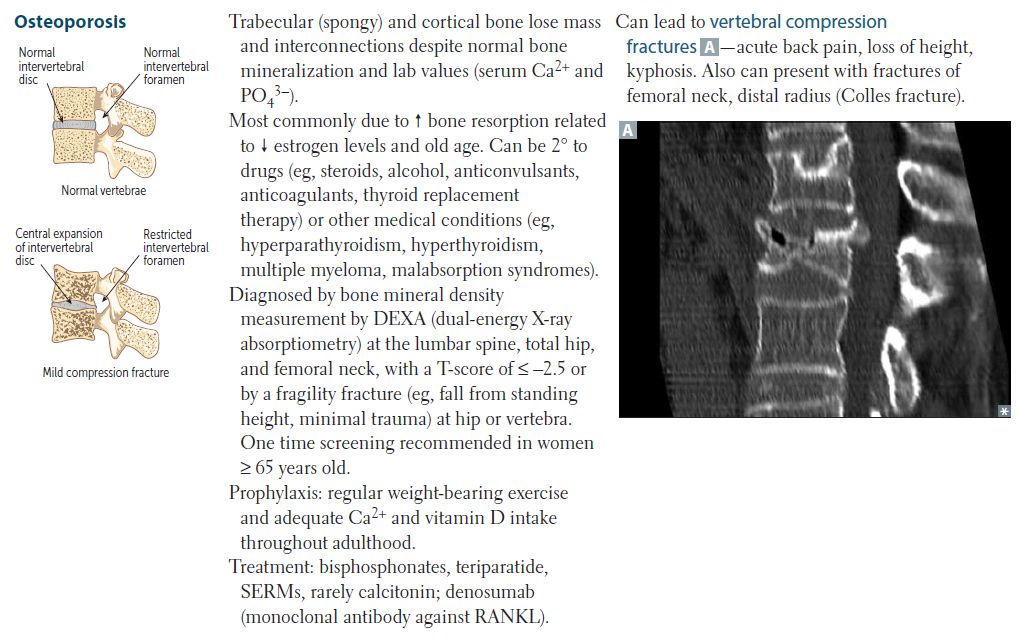 Osteoporosis
Normal
intervertebral
disc
Normal
intervertebral
foramen
Normal vertebrae
Central expansion
of intervertebral
disc
Restricted
intervertebral
foramen
Mild compression fracture
Trabecular (spongy) and cortical bone lose mass
and interconnections despite normal bone
mineralization and lab values (serum Ca²⁺ and
PO₄³⁻).
Most commonly due to ↑ bone resorption related
to ↓ estrogen levels and old age. Can be 2° to
drugs (eg, steroids, alcohol, anticonvulsants,
anticoagulants, thyroid replacement
therapy) or other medical conditions (eg,
hyperparathyroidism, hyperthyroidism,
multiple myeloma, malabsorption syndromes).
Diagnosed by bone mineral density
measurement by DEXA (dual-energy X-ray
absorptiometry) at the lumbar spine, total hip,
and femoral neck, with a T-score of ≤ −2.5 or
by a fragility fracture (eg, fall from standing
height, minimal trauma) at hip or vertebra.
One time screening recommended in women
≥ 65 years old.
Prophylaxis: regular weight-bearing exercise
and adequate Ca²⁺ and vitamin D intake
throughout adulthood.
Treatment: bisphosphonates, teriparatide,
SERMs, rarely calcitonin; denosumab
(monoclonal antibody against RANKL).
Can lead to vertebral compression
fractures A—acute back pain, loss of height,
kyphosis. Also can present with fractures of
femoral neck, distal radius (Colles fracture).
A
*